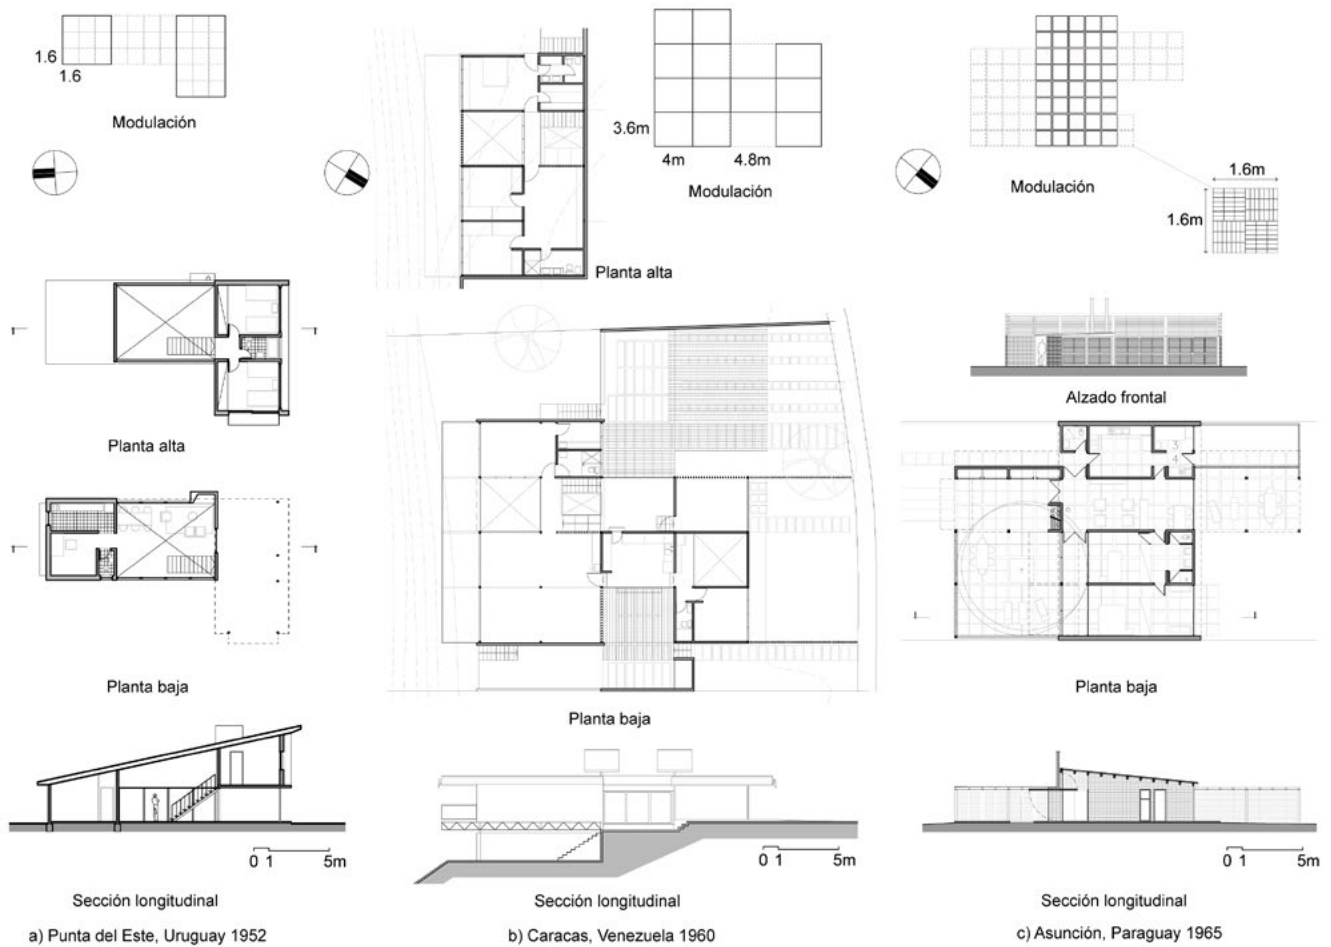 1.6
1.6
Modulación
Planta alta
Planta baja
0 1 5m
Sección longitudinal
a) Punta del Este, Uruguay 1952
3.6m
4m
4.8m
Modulación
Planta alta
Planta baja
0 1 5m
Sección longitudinal
b) Caracas, Venezuela 1960
Modulación
1.6m
1.6m
Alzado frontal
Planta baja
0 1 5m
Sección longitudinal
c) Asunción, Paraguay 1965